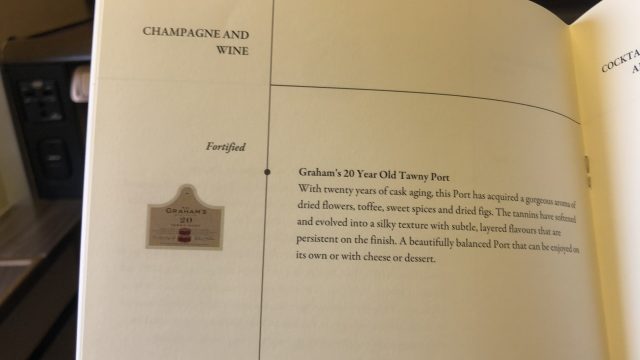 CHAMPAGNE AND
WINE
COCKTA
Fortified
GRAHAM'S
20
Graham's 20 Year Old Tawny Port
With twenty years of cask aging, this Port has acquired a gorgeous aroma of
dried flowers, toffee, sweet spices and dried figs. The tannins have softened
and evolved into a silky texture with subtle, layered flavours that are
persistent on the finish. A beautifully balanced Port that can be enjoyed on
its own or with cheese or dessert.